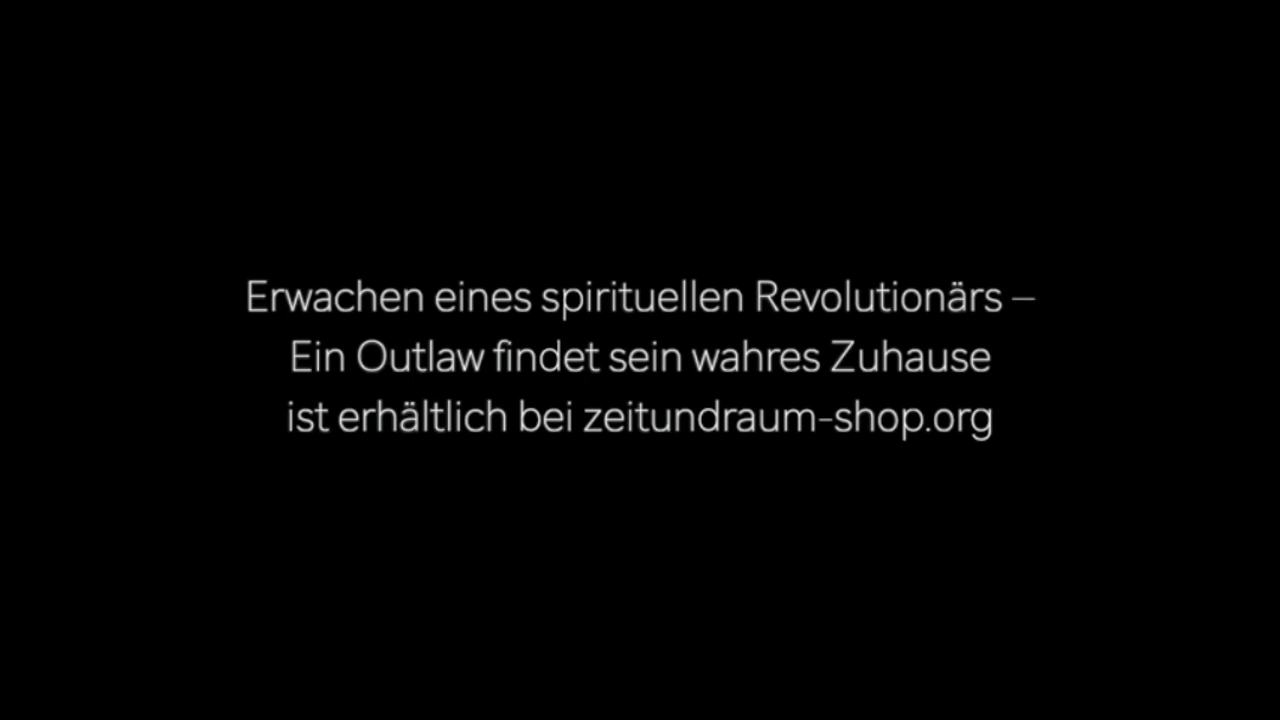 Erwachen eines spirituellen Revolutionärs –
Ein Outlaw findet sein wahres Zuhause
ist erhältlich bei zeitundraum-shop.org